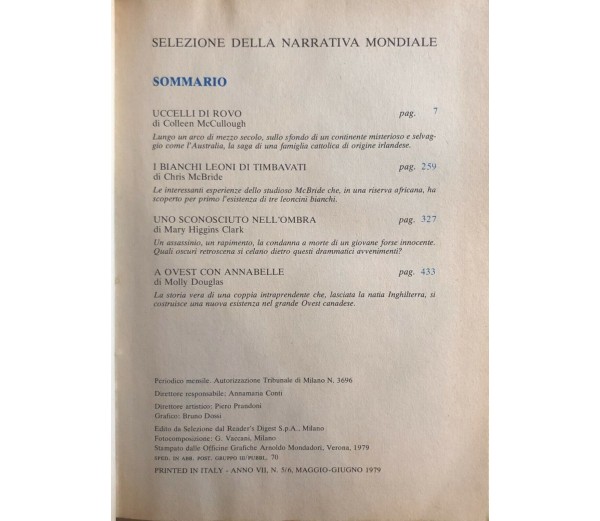 SELEZIONE DELLA NARRATIVA MONDIALE
SOMMARIO
UCCELLI DI ROVO pag. 7
di Colleen McCullough
Lungo un arco di mezzo secolo, sullo sfondo di un continente misterioso e selvag-
gio come l'Australia, la saga di una famiglia cattolica di origine irlandese.
I BIANCHI LEONI DI TIMBAVATI pag. 259
di Chris McBride
Le interessanti esperienze dello studioso McBride che, in una riserva africana, ha
scoperto per primo l'esistenza di tre leoncini bianchi.
UNO SCONOSCIUTO NELL'OMBRA pag. 327
di Mary Higgins Clark
Un assassinio, un rapimento, la condanna a morte di un giovane forse innocente.
Quali oscuri retroscena si celano dietro questi drammatici avvenimenti?
A OVEST CON ANNABELLE pag. 433
di Molly Douglas
La storia vera di una coppia intraprendente che, lasciata la natia Inghilterra, si
costruisce una nuova esistenza nel grande Ovest canadese.
Periodico mensile. Autorizzazione Tribunale di Milano N. 3696
Direttore responsabile: Annamaria Conti
Direttore artistico: Piero Prandoni
Grafico: Bruno Dossi
Edito da Selezione dal Reader's Digest S.p.A., Milano
Fotocomposizione: G. Vaccani, Milano
Stampato dalle Officine Grafiche Arnoldo Mondadori, Verona, 1979
SPED. IN ABB. POST. GRUPPO III/PUBBL. 70
PRINTED IN ITALY - ANNO VII, N. 5/6, MAGGIO-GIUGNO 1979